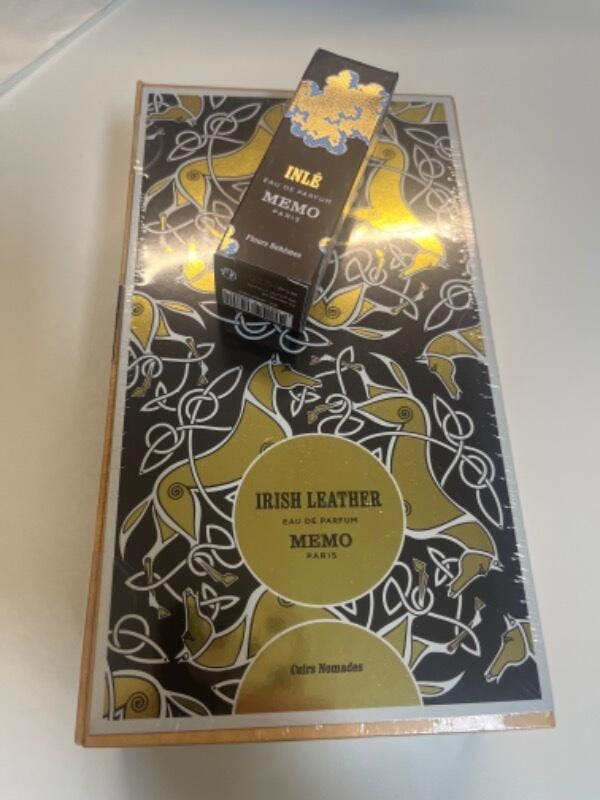 INLÉ
EAU DE PARFUM
MEMO
PARIS
Fleurs Bohèmes
IRISH LEATHER
EAU DE PARFUM
MEMO
PARIS
Cuirs Nomades